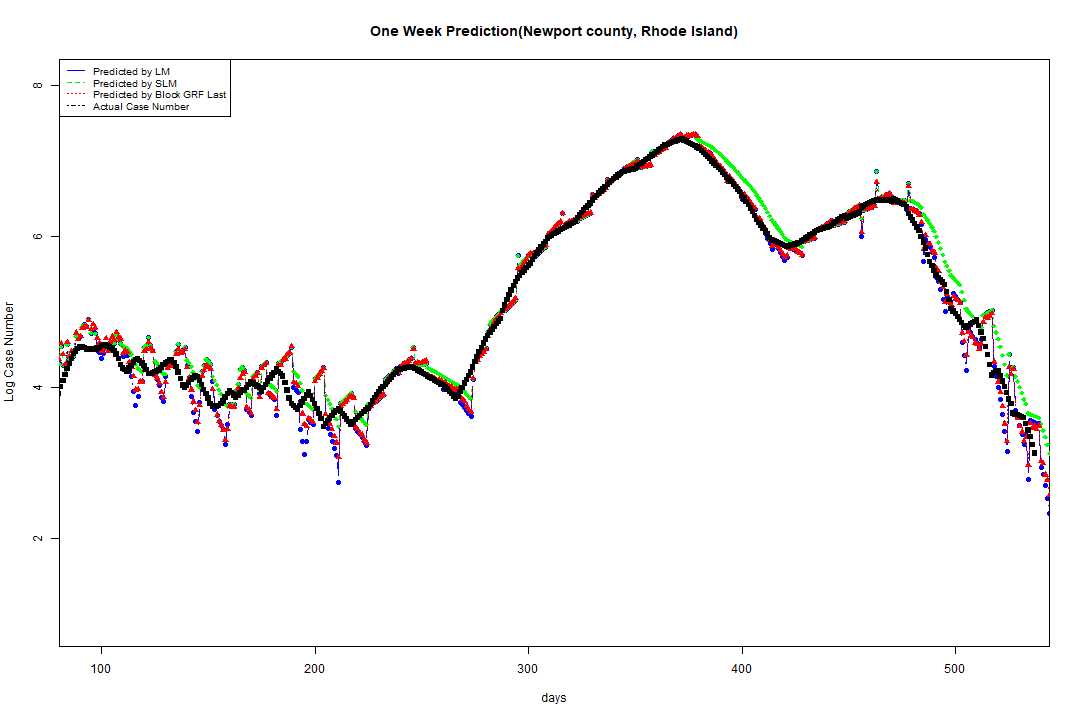 One Week Prediction(Newport county, Rhode Island)
Predicted by LM
Predicted by SLM
Predicted by Block GRF Last
Actual Case Number
8
6
4
2
Log Case Number
100 200 300 400 500
days